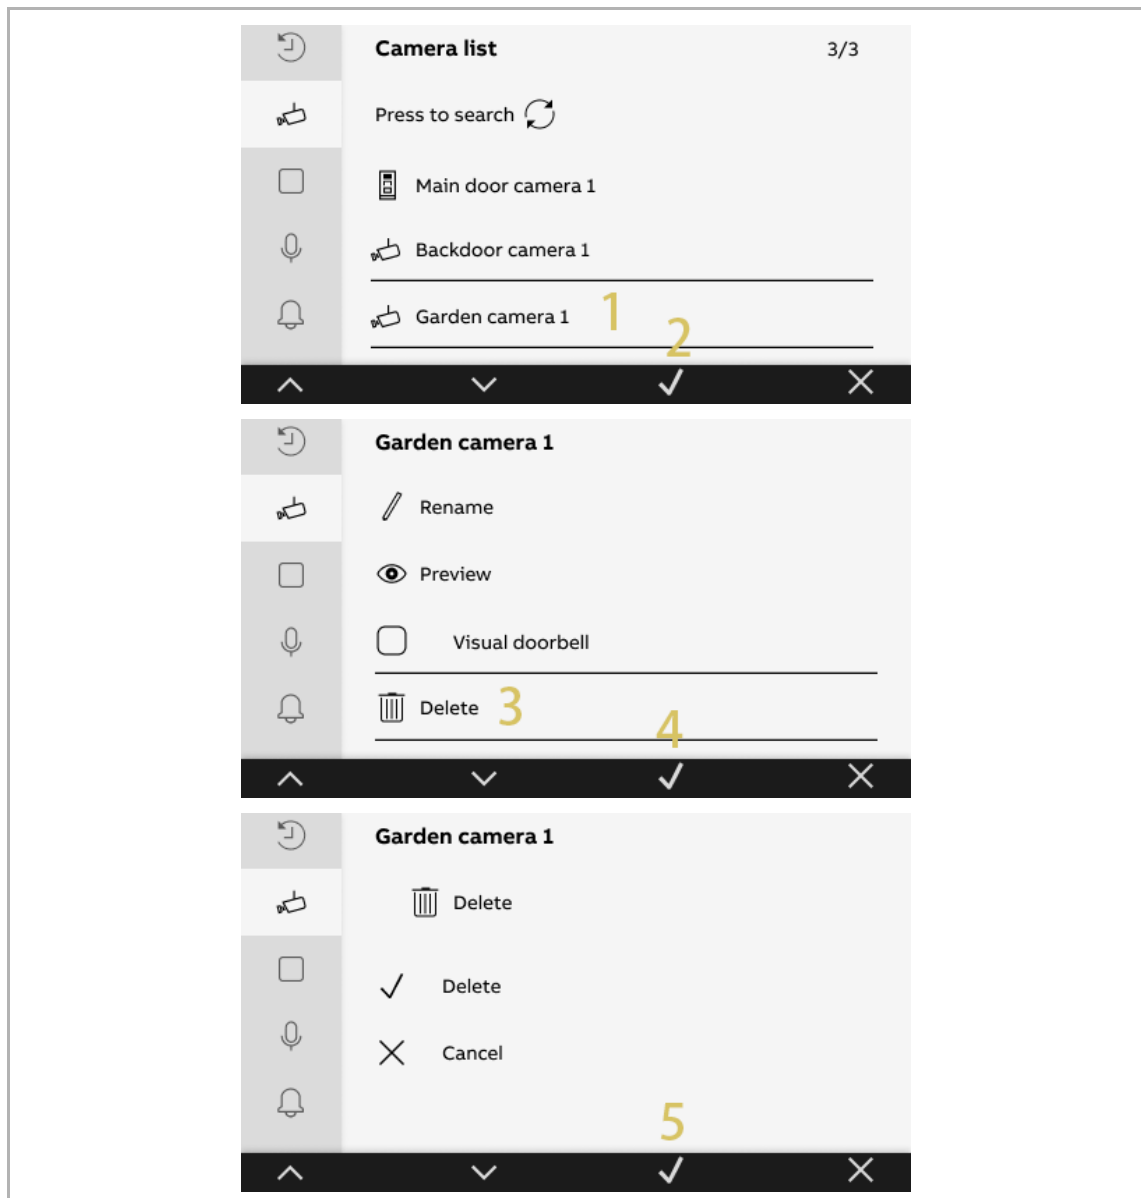 Camera list 3/3
Press to search
Main door camera 1
Backdoor camera 1
Garden camera 1 1
2
Garden camera 1
Rename
Preview
Visual doorbell
Delete 3
4
Garden camera 1
Delete
Delete
Cancel
5